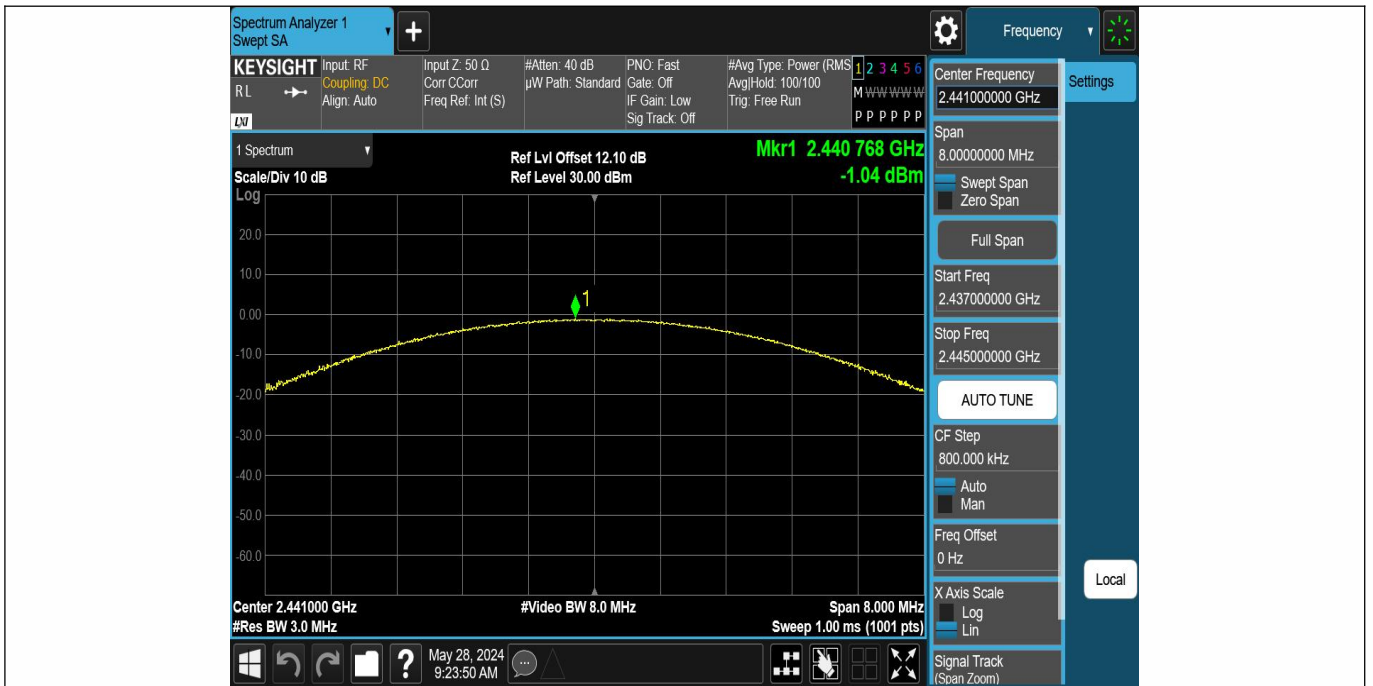 Spectrum Analyzer 1
Swept SA
Frequency
KEYSIGHT
RL
LXI
Input: RF
Coupling: DC
Align: Auto
Input Z: 50 Ω
Corr CCorr
Freq Ref: Int (S)
#Atten: 40 dB
µW Path: Standard
PNO: Fast
Gate: Off
IF Gain: Low
Sig Track: Off
#Avg Type: Power (RMS
Avg|Hold: 100/100
Trig: Free Run
1 2 3 4 5 6
M W W W W W
P P P P P P
1 Spectrum
Scale/Div 10 dB
Log
Ref Lvl Offset 12.10 dB
Ref Level 30.00 dBm
Mkr1 2.440 768 GHz
-1.04 dBm
20.0
10.0
0.00
-10.0
-20.0
-30.0
-40.0
-50.0
-60.0
1
Center 2.441000 GHz
#Res BW 3.0 MHz
#Video BW 8.0 MHz
Span 8.000 MHz
Sweep 1.00 ms (1001 pts)
Center Frequency
2.441000000 GHz
Settings
Span
8.00000000 MHz
Swept Span
Zero Span
Full Span
Start Freq
2.437000000 GHz
Stop Freq
2.445000000 GHz
AUTO TUNE
CF Step
800.000 kHz
Auto
Man
Freq Offset
0 Hz
X Axis Scale
Log
Lin
Local
Signal Track
(Span Zoom)
?
May 28, 2024
9:23:50 AM